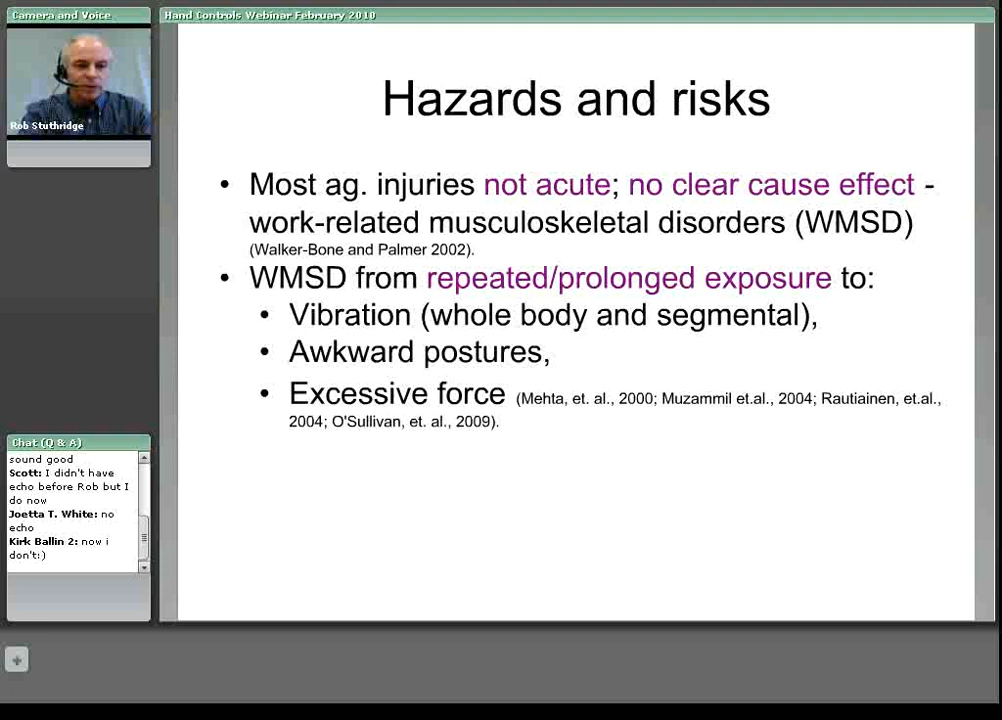 Camera and Voice
Rob Stuthridge
Hand Controls Webinar February 2010
Hazards and risks
• Most ag. injuries not acute; no clear cause effect -
work-related musculoskeletal disorders (WMSD)
(Walker-Bone and Palmer 2002).
• WMSD from repeated/prolonged exposure to:
• Vibration (whole body and segmental),
• Awkward postures,
• Excessive force (Mehta, et. al., 2000; Muzammil et.al., 2004; Rautiainen, et.al.,
2004; O'Sullivan, et. al., 2009).
Chat (Q & A)
sound good
Scott: I didn't have
echo before Rob but I
do now
Joetta T. White: no
echo
Kirk Ballin 2: now i
don't:)